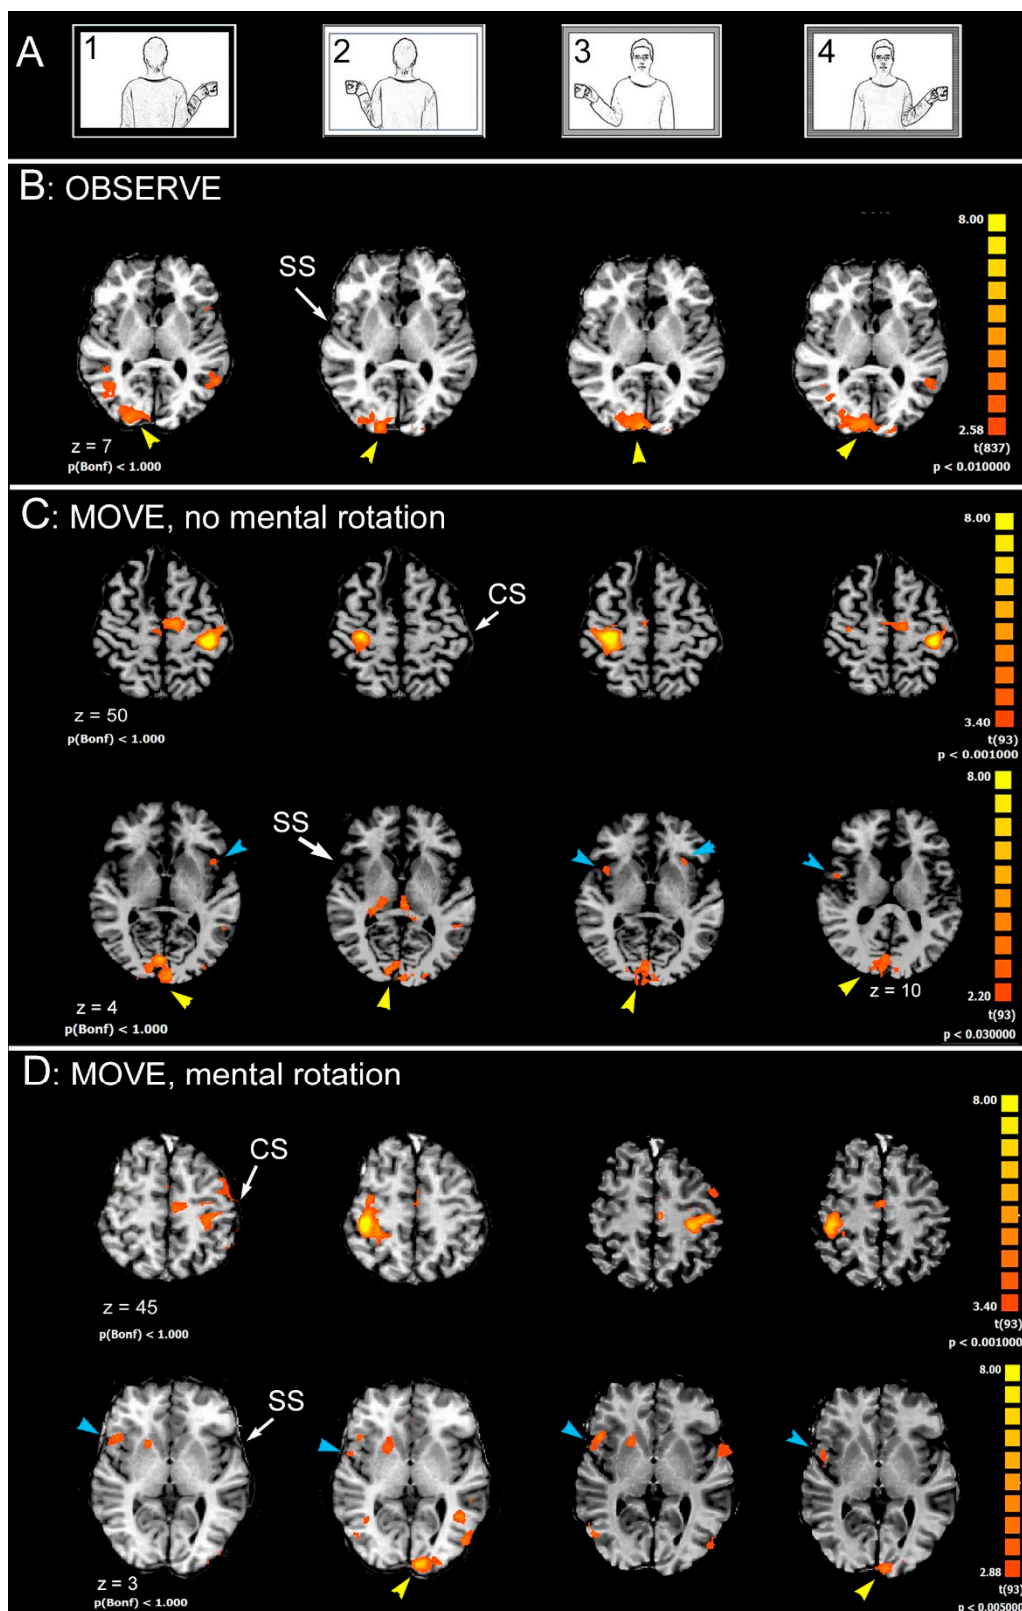 A
1
2
3
4
B: OBSERVE
SS
8.00
2.58
t(837)
p < 0.010000
z = 7
p(Bonf) < 1.000
C: MOVE, no mental rotation
CS
8.00
3.40
t(93)
p < 0.001000
z = 50
p(Bonf) < 1.000
SS
8.00
2.20
t(93)
p < 0.030000
z = 4
p(Bonf) < 1.000
z = 10
D: MOVE, mental rotation
CS
8.00
3.40
t(93)
p < 0.001000
z = 45
p(Bonf) < 1.000
SS
8.00
2.88
t(93)
p < 0.005000
z = 3
p(Bonf) < 1.000